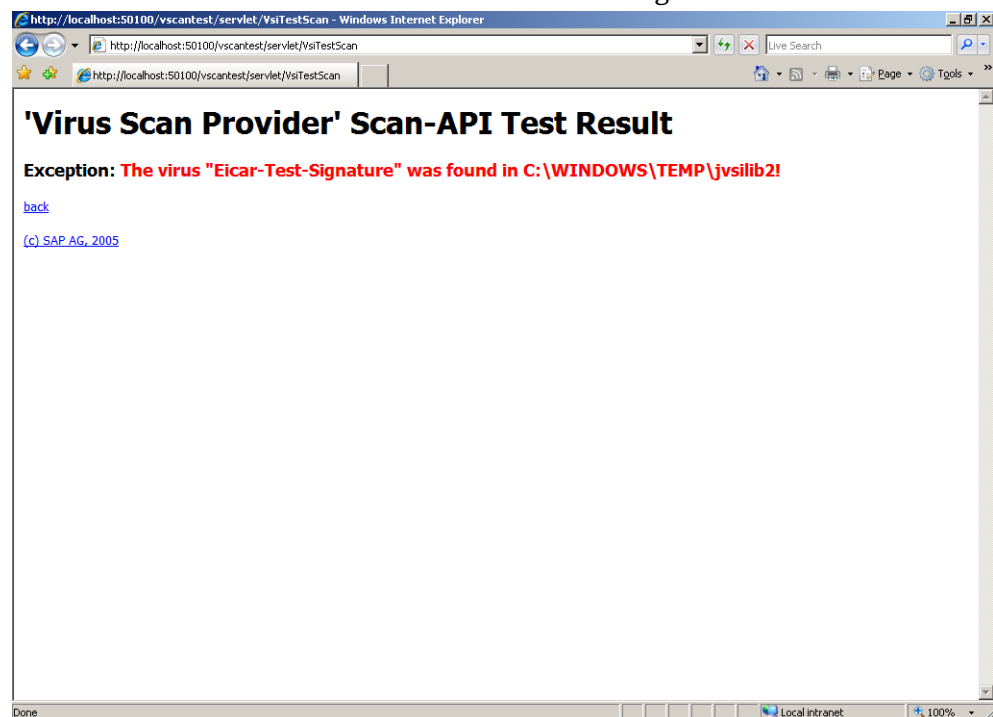 http://localhost:50100/vscantest/servlet/VsiTestScan - Windows Internet Explorer
http://localhost:50100/vscantest/servlet/VsiTestScan
Live Search
http://localhost:50100/vscantest/servlet/VsiTestScan
Page
Tools
»
'Virus Scan Provider' Scan-API Test Result
Exception: The virus "Eicar-Test-Signature" was found in C:\WINDOWS\TEMP\jvsilib2!
back
(c) SAP AG, 2005
Done
Local intranet
100%